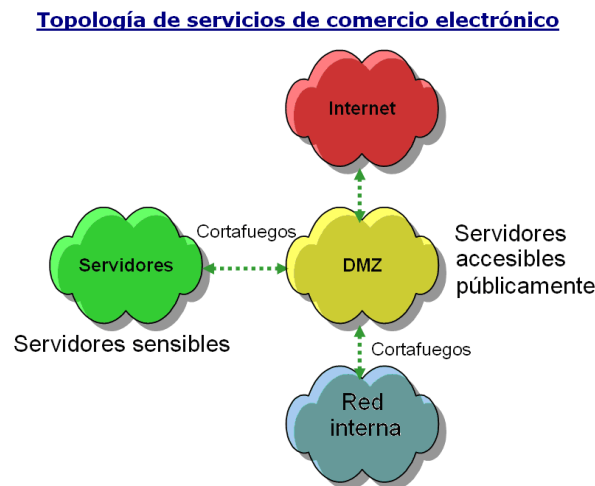 Topología de servicios de comercio electrónico
Internet
Cortafuegos
Servidores
DMZ
Servidores
accesibles
públicamente
Servidores sensibles
Cortafuegos
Red
interna